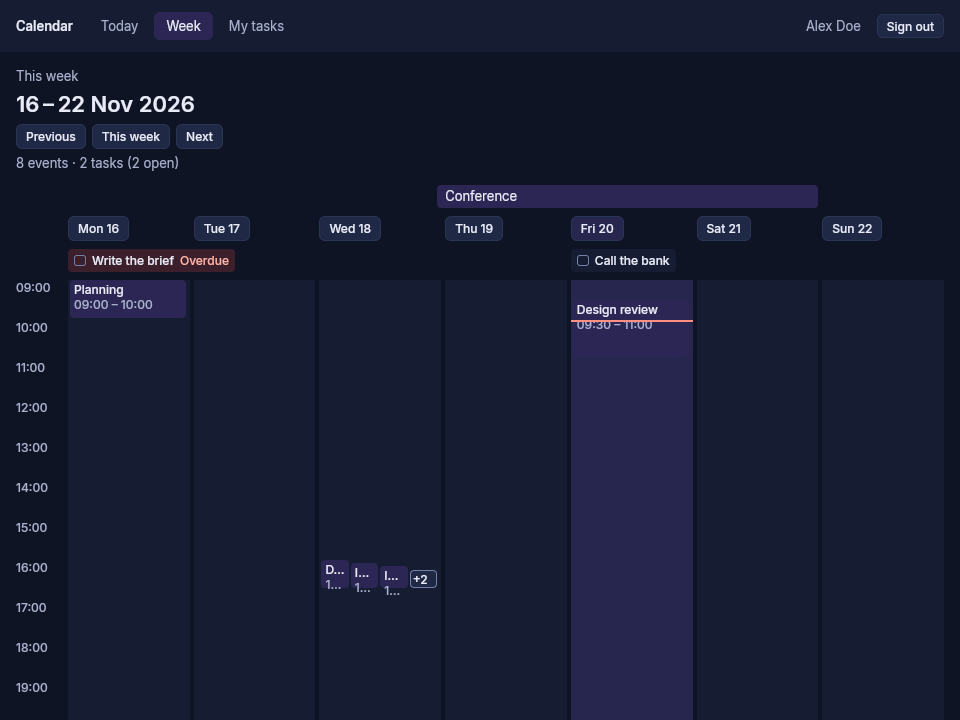 Calendar Today Week My tasks Alex Doe Sign out
This week
16 – 22 Nov 2026
Previous This week Next
8 events · 2 tasks (2 open)
Conference
Mon 16 Tue 17 Wed 18 Thu 19 Fri 20 Sat 21 Sun 22
Write the brief Overdue Call the bank
09:00 Planning
09:00 – 10:00
Design review
09:30 – 11:00
10:00
11:00
12:00
13:00
14:00
15:00
16:00 D... I... I... +2
1... 1... 1...
17:00
18:00
19:00